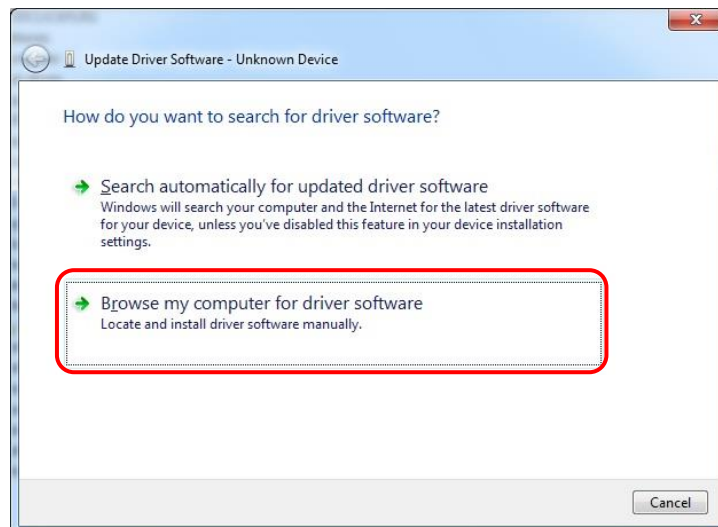 Update Driver Software - Unknown Device
How do you want to search for driver software?
Search automatically for updated driver software
Windows will search your computer and the Internet for the latest driver software
for your device, unless you've disabled this feature in your device installation
settings.
Browse my computer for driver software
Locate and install driver software manually.
Cancel